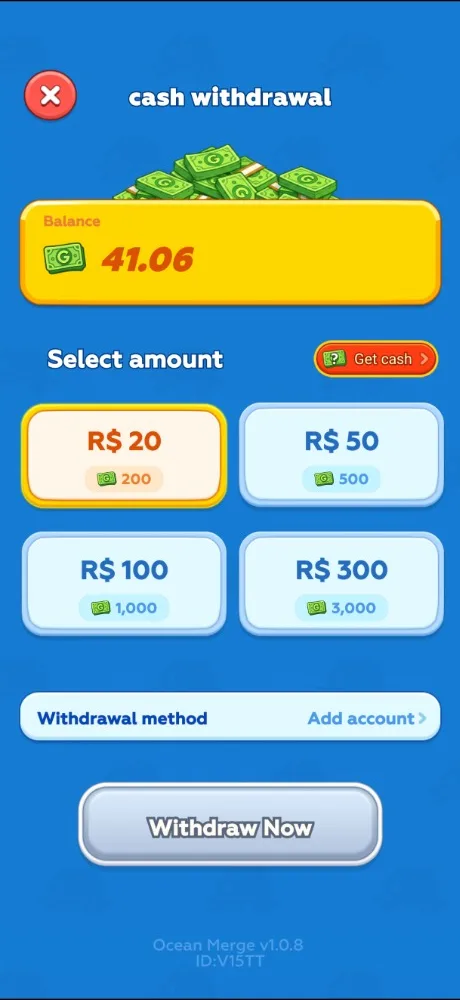 cash withdrawal
Balance
41.06
Select amount
Get cash >
R$ 20
R$ 50
200
500
R$ 100
R$ 300
1,000
3,000
Withdrawal method
Add account >
Withdraw Now
Ocean Merge v1.0.8
ID:V15TT